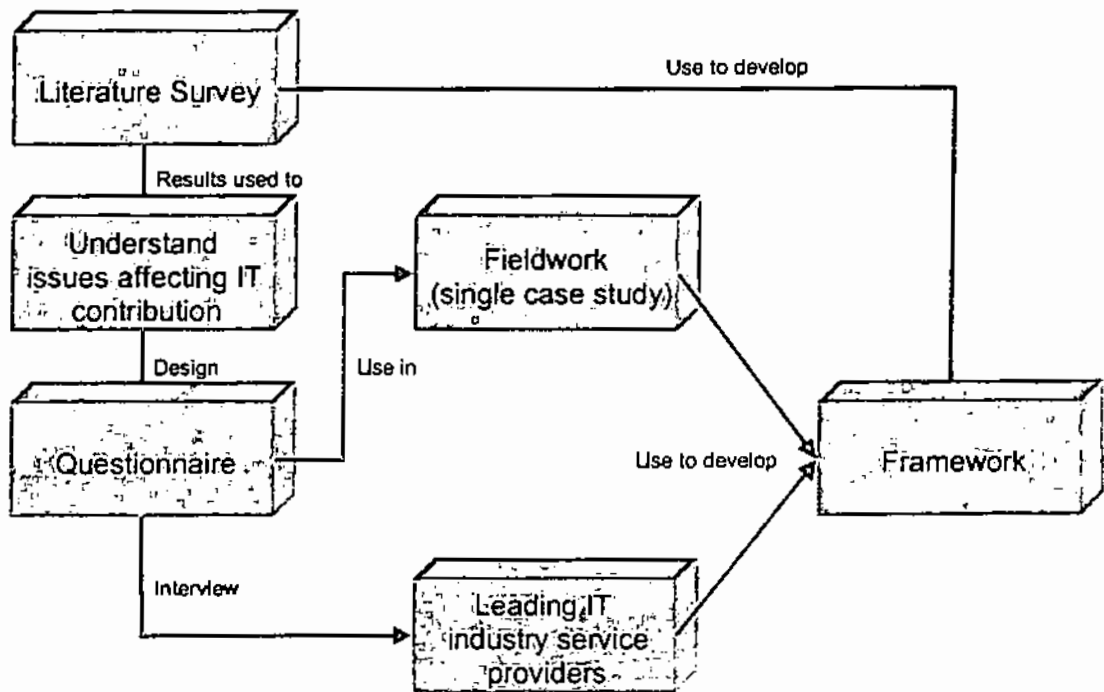 Literature Survey
Use to develop
Results used to
Understand
issues affecting IT
contribution
Fieldwork
(single case study)
Design
Use in
Questionnaire
Use to develop
Framework
Interview
Leading IT
industry service
providers